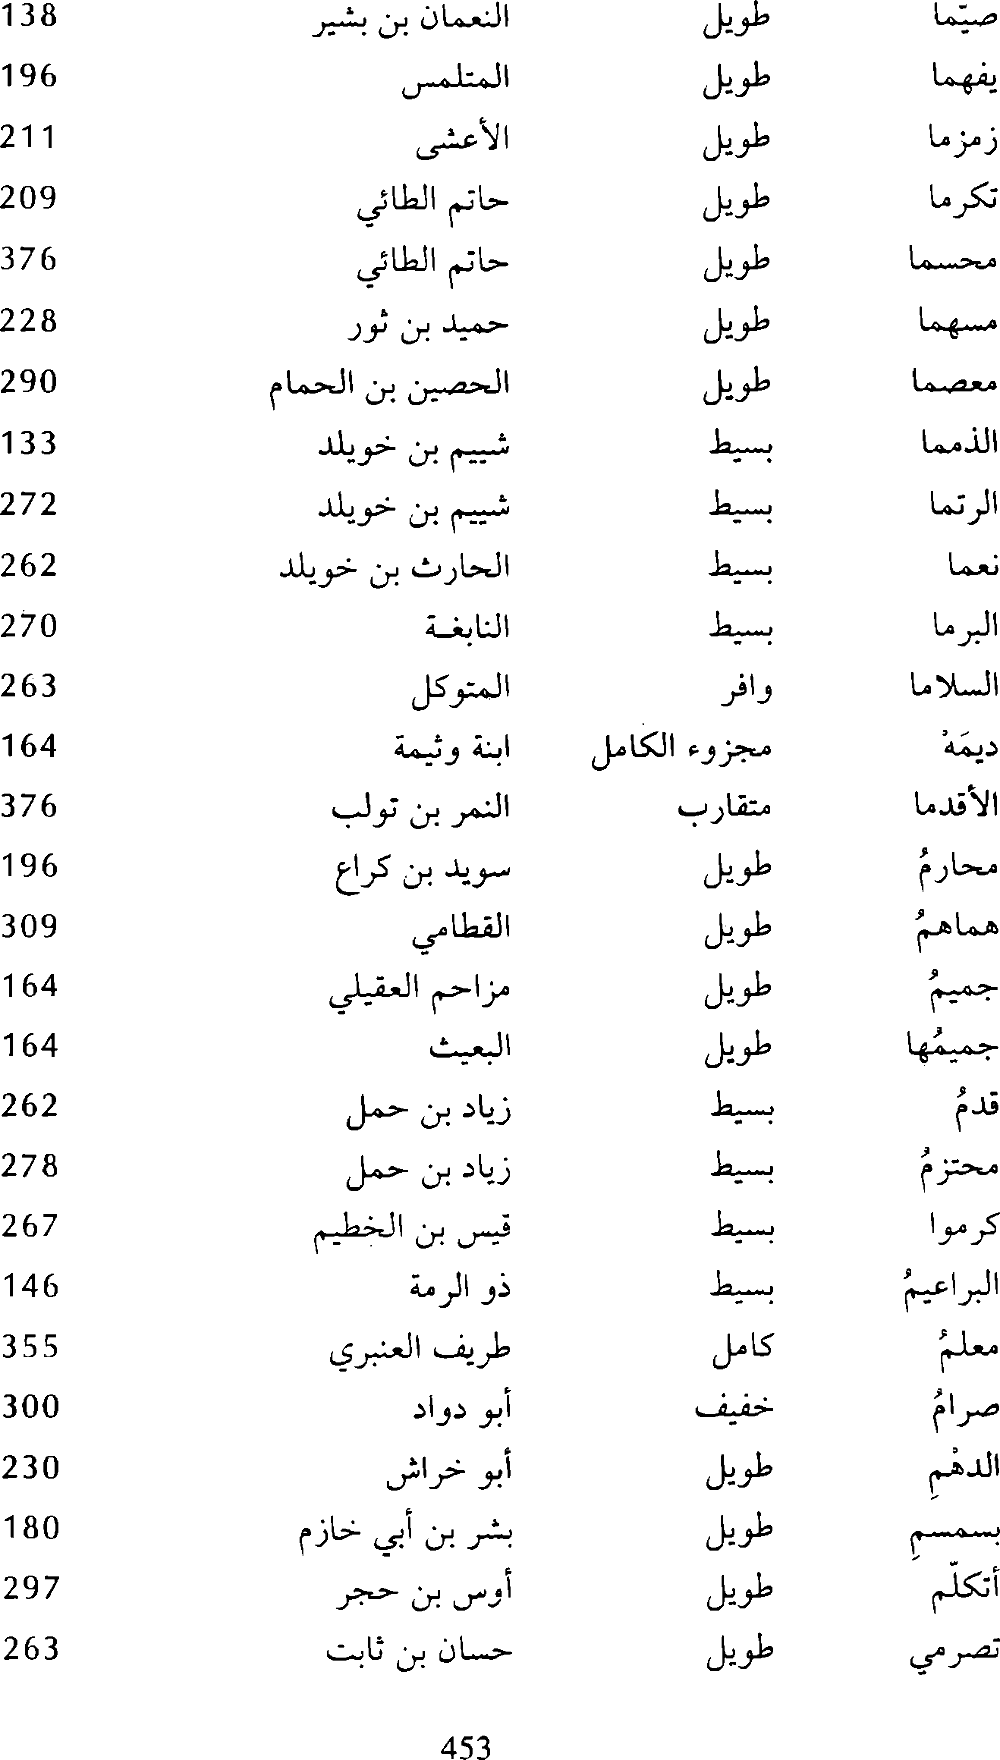 صيّما طويل النعمان بن بشير 138
يفهما طويل المتلمس 196
زمزما طويل الأعشى 211
تكرما طويل حاتم الطائي 209
محسما طويل حاتم الطائي 376
مسهما طويل حميد بن ثور 228
معصما طويل الحصين بن الحمام 290
الذمما بسيط شييم بن خويلد 133
الرتما بسيط شييم بن خويلد 272
نعما بسيط الحارث بن خويلد 262
البرما بسيط النابغـة 270
السلاما وافر المتوكل 263
ديمَهْ مجزوء الكامل ابنة وثيمة 164
الأقدما متقارب النمر بن تولب 376
محارمُ طويل سويد بن كراع 196
هماهمُ طويل القطامي 309
جميمُ طويل مزاحم العقيلي 164
جميمُها طويل البعيث 164
قدمُ بسيط زياد بن حمل 262
محتزمُ بسيط زياد بن حمل 278
كرموا بسيط قيس بن الخطيم 267
البراعيمُ بسيط ذو الرمة 146
معلمُ كامل طريف العنبري 355
صرامُ خفيف أبو دواد 300
الدهْمِ طويل أبو خراش 230
بسمسمِ طويل بشر بن أبي خازم 180
أتكلّم طويل أوس بن حجر 297
تصرمي طويل حسان بن ثابت 263
453